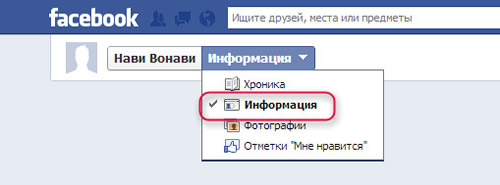 facebook Ищите друзей, места или предметы
Нави Вонави Информация
Хроника
Информация
Фотографии
Отметки "Мне нравится"